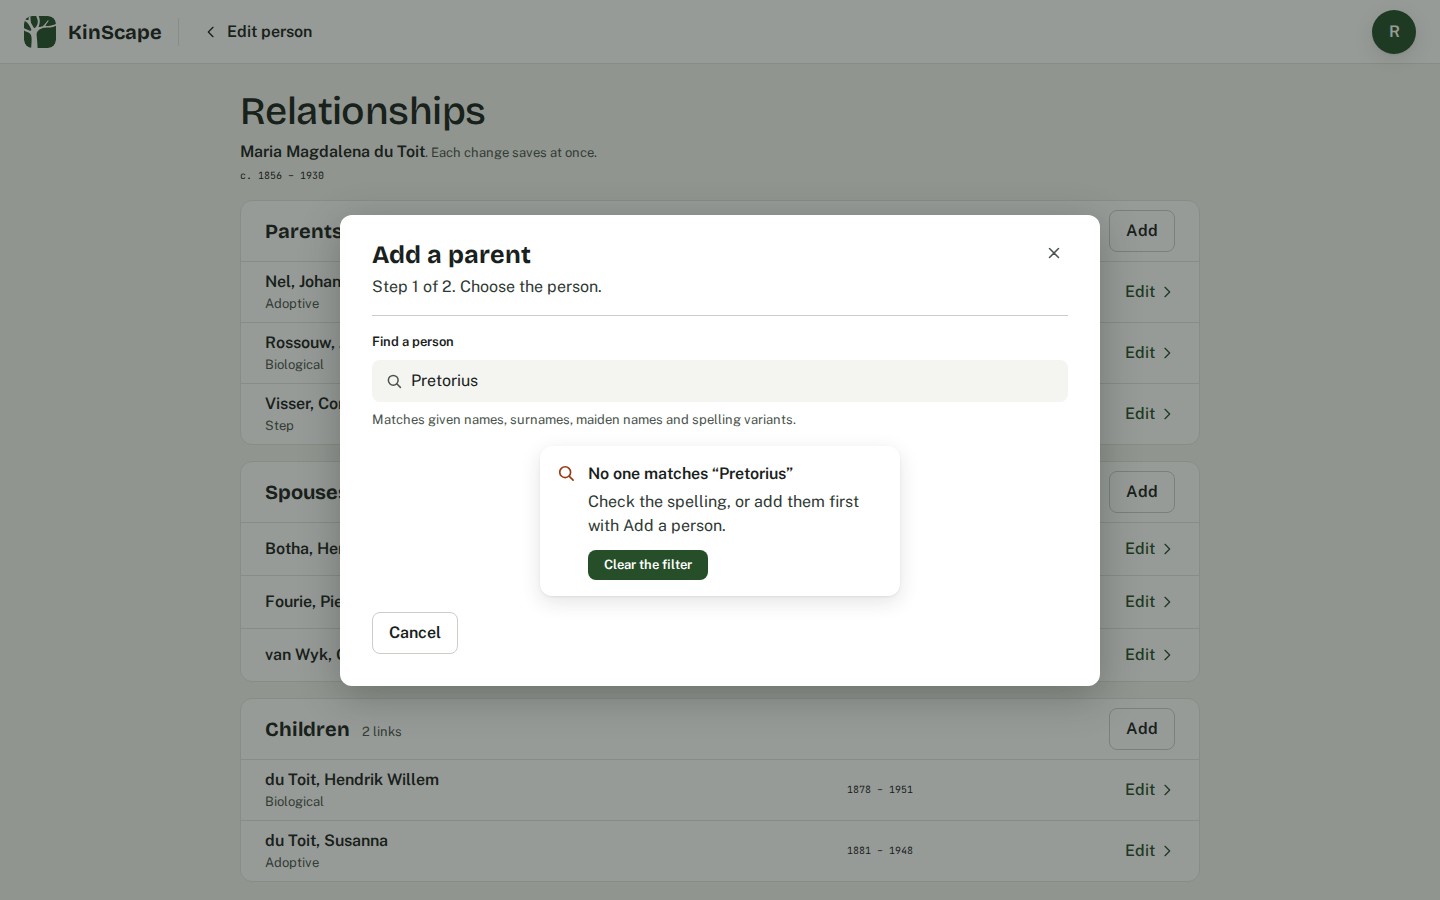 KinScape
Edit person
R
Relationships
Maria Magdalena du Toit. Each change saves at once.
c. 1856 – 1930
Parents
Add
Nel, Johan
Adoptive
Edit
Rossouw,
Biological
Edit
Visser, Cor
Step
Edit
Add a parent
Step 1 of 2. Choose the person.
Find a person
Pretorius
Matches given names, surnames, maiden names and spelling variants.
No one matches “Pretorius”
Check the spelling, or add them first
with Add a person.
Clear the filter
Cancel
Spouses
Add
Botha, Hen
Edit
Fourie, Pie
Edit
van Wyk,
Edit
Children 2 links
Add
du Toit, Hendrik Willem
Biological
1878 – 1951
Edit
du Toit, Susanna
Adoptive
1881 – 1948
Edit